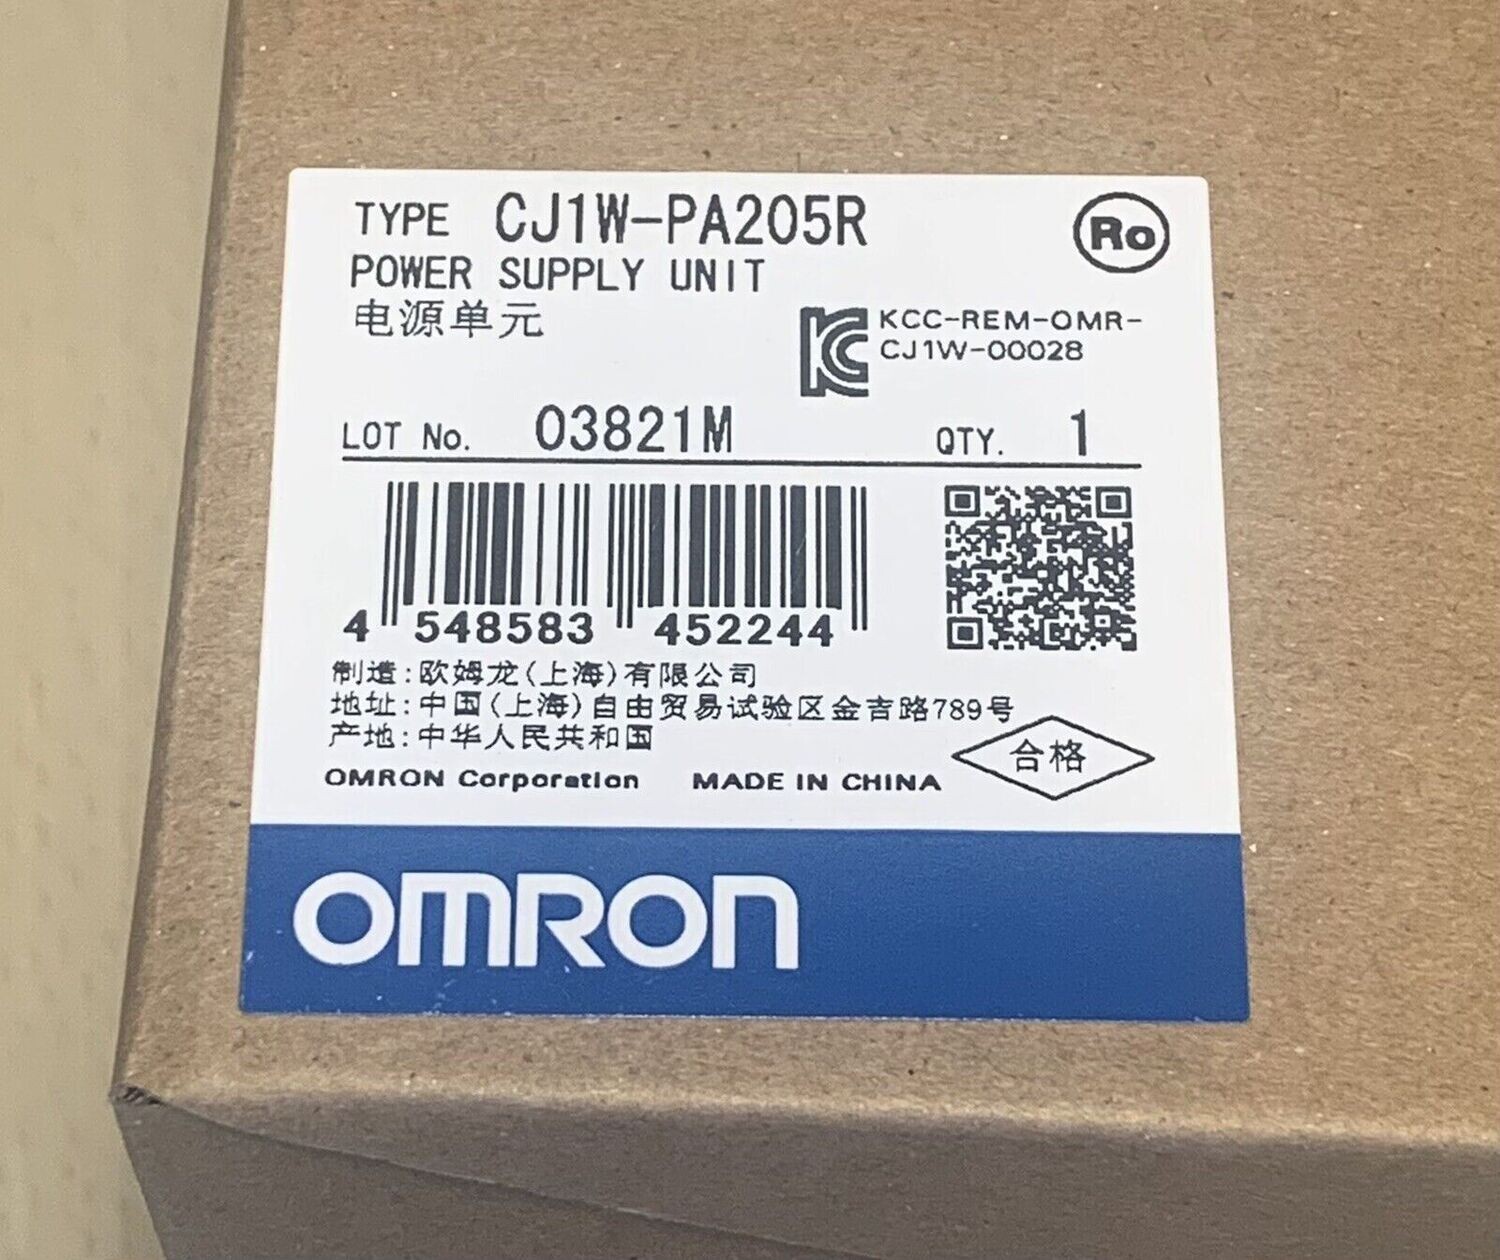 TYPE CJ1W-PA205R
Ro
POWER SUPPLY UNIT
电源单元
KCC-REM-OMR-
CJ1W-00028
LOT No. 03821M QTY. 1
4 548583 452244
制造:欧姆龙(上海)有限公司
地址:中国(上海)自由贸易试验区金吉路789号
产地:中华人民共和国
合格
OMRON Corporation MADE IN CHINA
OMRON